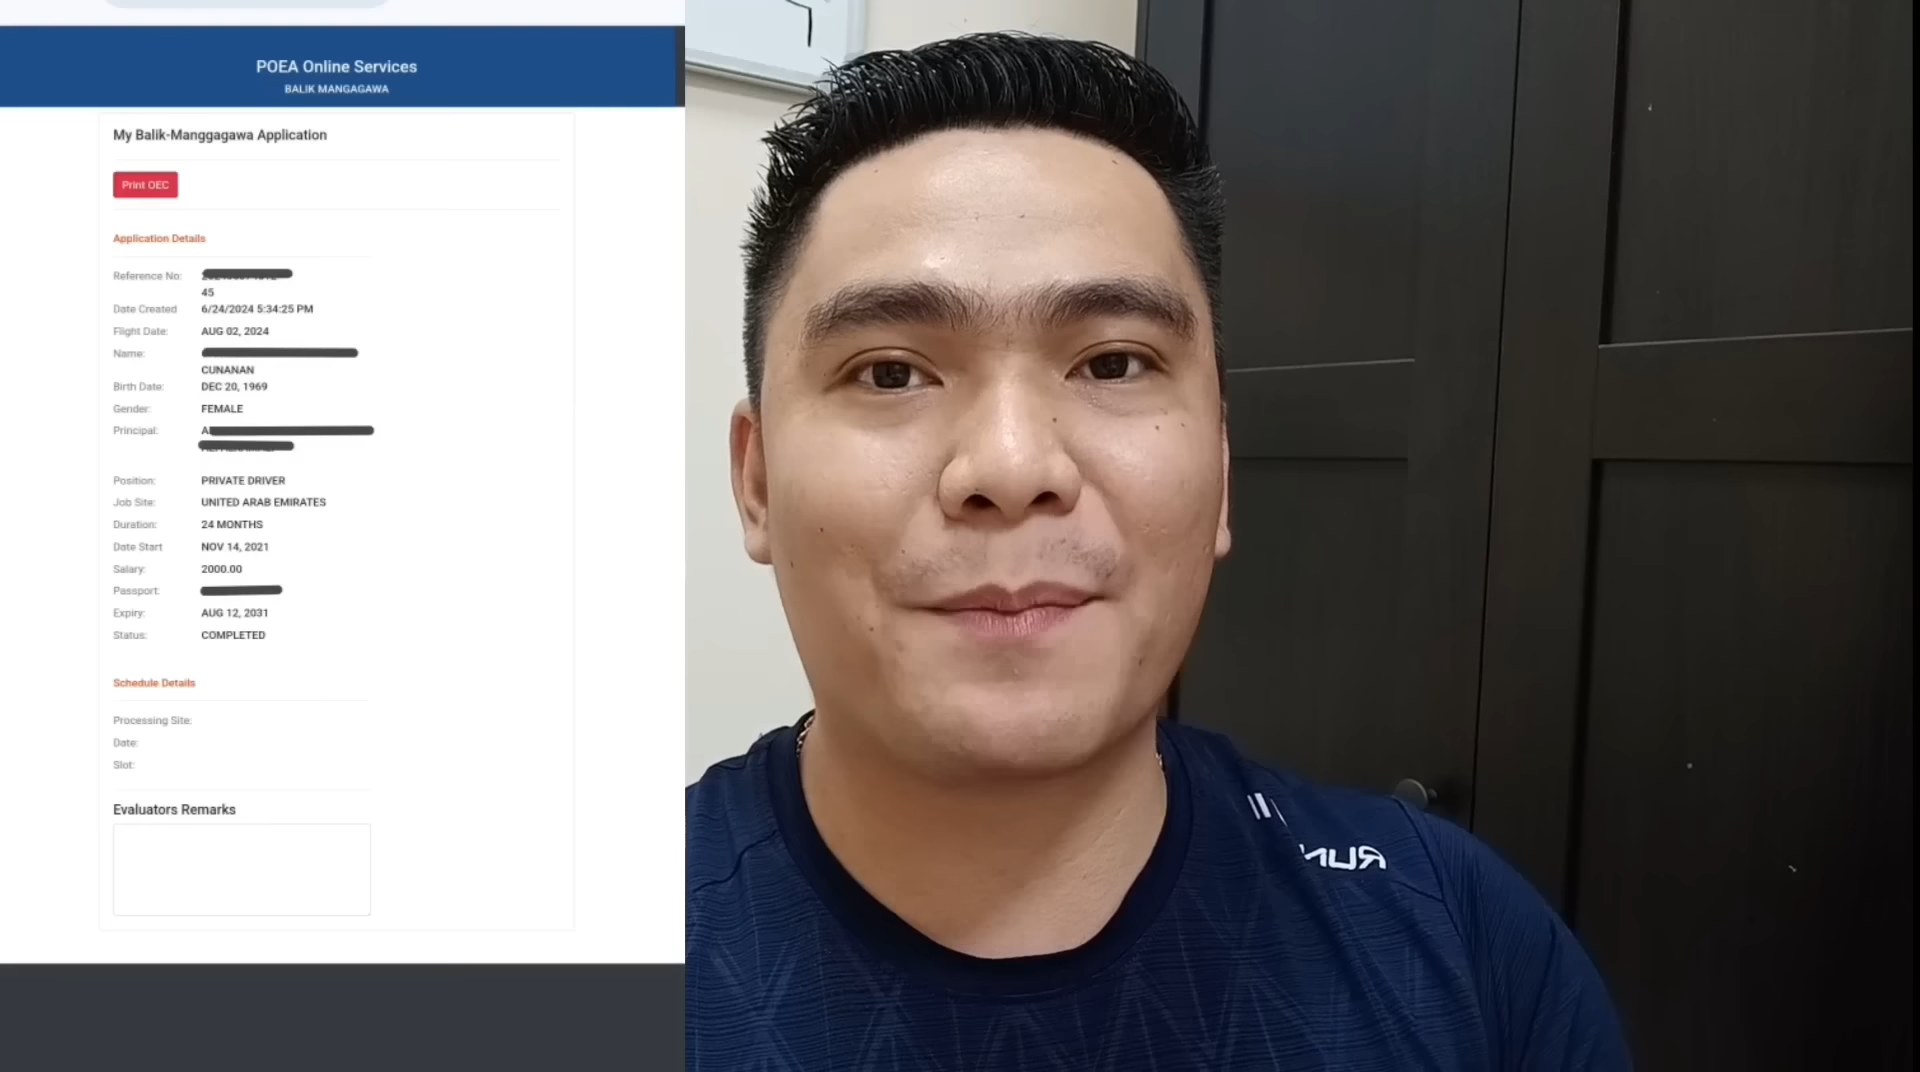 POEA Online Services
BALIK MANGAGAWA
My Balik-Manggagawa Application
Print OEC
Application Details
Reference No:
45
Date Created 6/24/2024 5:34:25 PM
Flight Date: AUG 02, 2024
Name:
CUNANAN
Birth Date: DEC 20, 1969
Gender: FEMALE
Principal:
Position: PRIVATE DRIVER
Job Site: UNITED ARAB EMIRATES
Duration: 24 MONTHS
Date Start NOV 14, 2021
Salary: 2000.00
Passport:
Expiry: AUG 12, 2031
Status: COMPLETED
Schedule Details
Processing Site:
Date:
Slot:
Evaluators Remarks
RUN